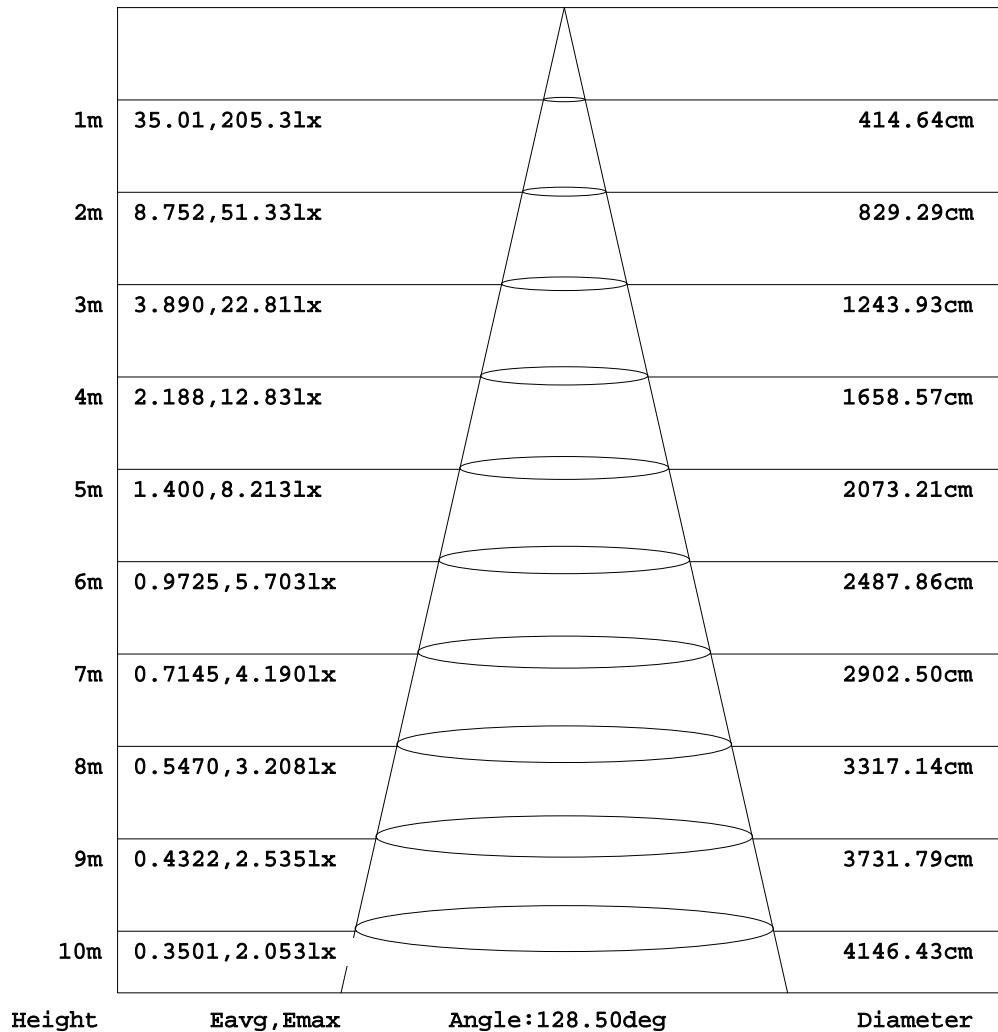 1m 35.01,205.3lx 414.64cm
2m 8.752,51.33lx 829.29cm
3m 3.890,22.81lx 1243.93cm
4m 2.188,12.83lx 1658.57cm
5m 1.400,8.213lx 2073.21cm
6m 0.9725,5.703lx 2487.86cm
7m 0.7145,4.190lx 2902.50cm
8m 0.5470,3.208lx 3317.14cm
9m 0.4322,2.535lx 3731.79cm
10m 0.3501,2.053lx 4146.43cm
Height Eavg,Emax Angle:128.50deg Diameter